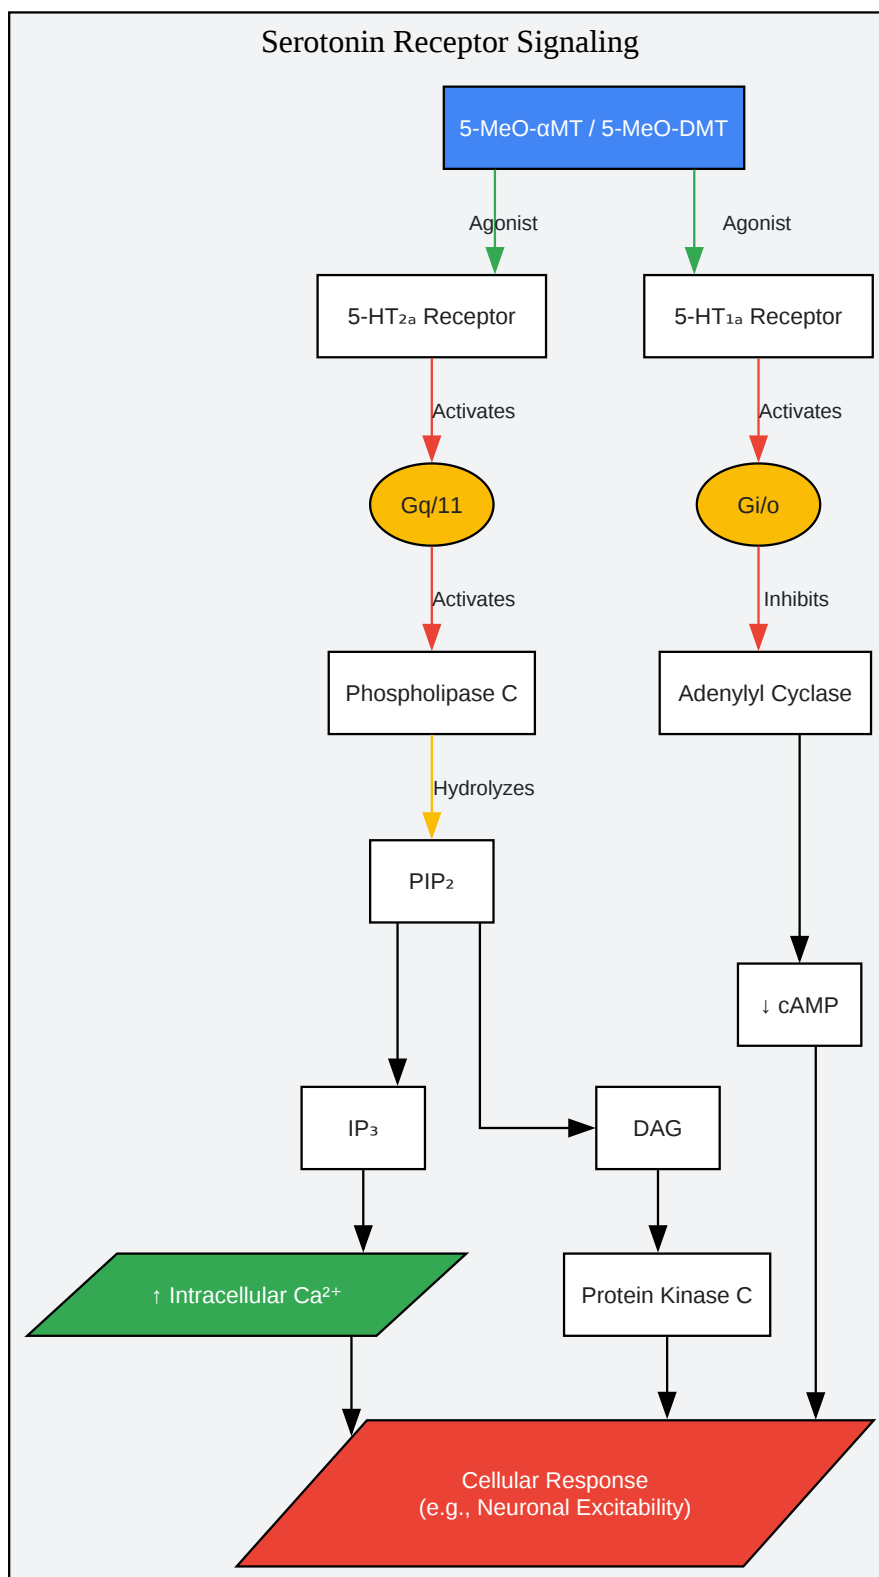 Serotonin Receptor Signaling
5-MeO-αMT / 5-MeO-DMT
Agonist
Agonist
5-HT₂ₐ Receptor
5-HT₁ₐ Receptor
Activates
Activates
Gq/11
Gi/o
Activates
Inhibits
Phospholipase C
Adenylyl Cyclase
Hydrolyzes
PIP₂
↓ cAMP
IP₃
DAG
↑ Intracellular Ca²⁺
Protein Kinase C
Cellular Response
(e.g., Neuronal Excitability)